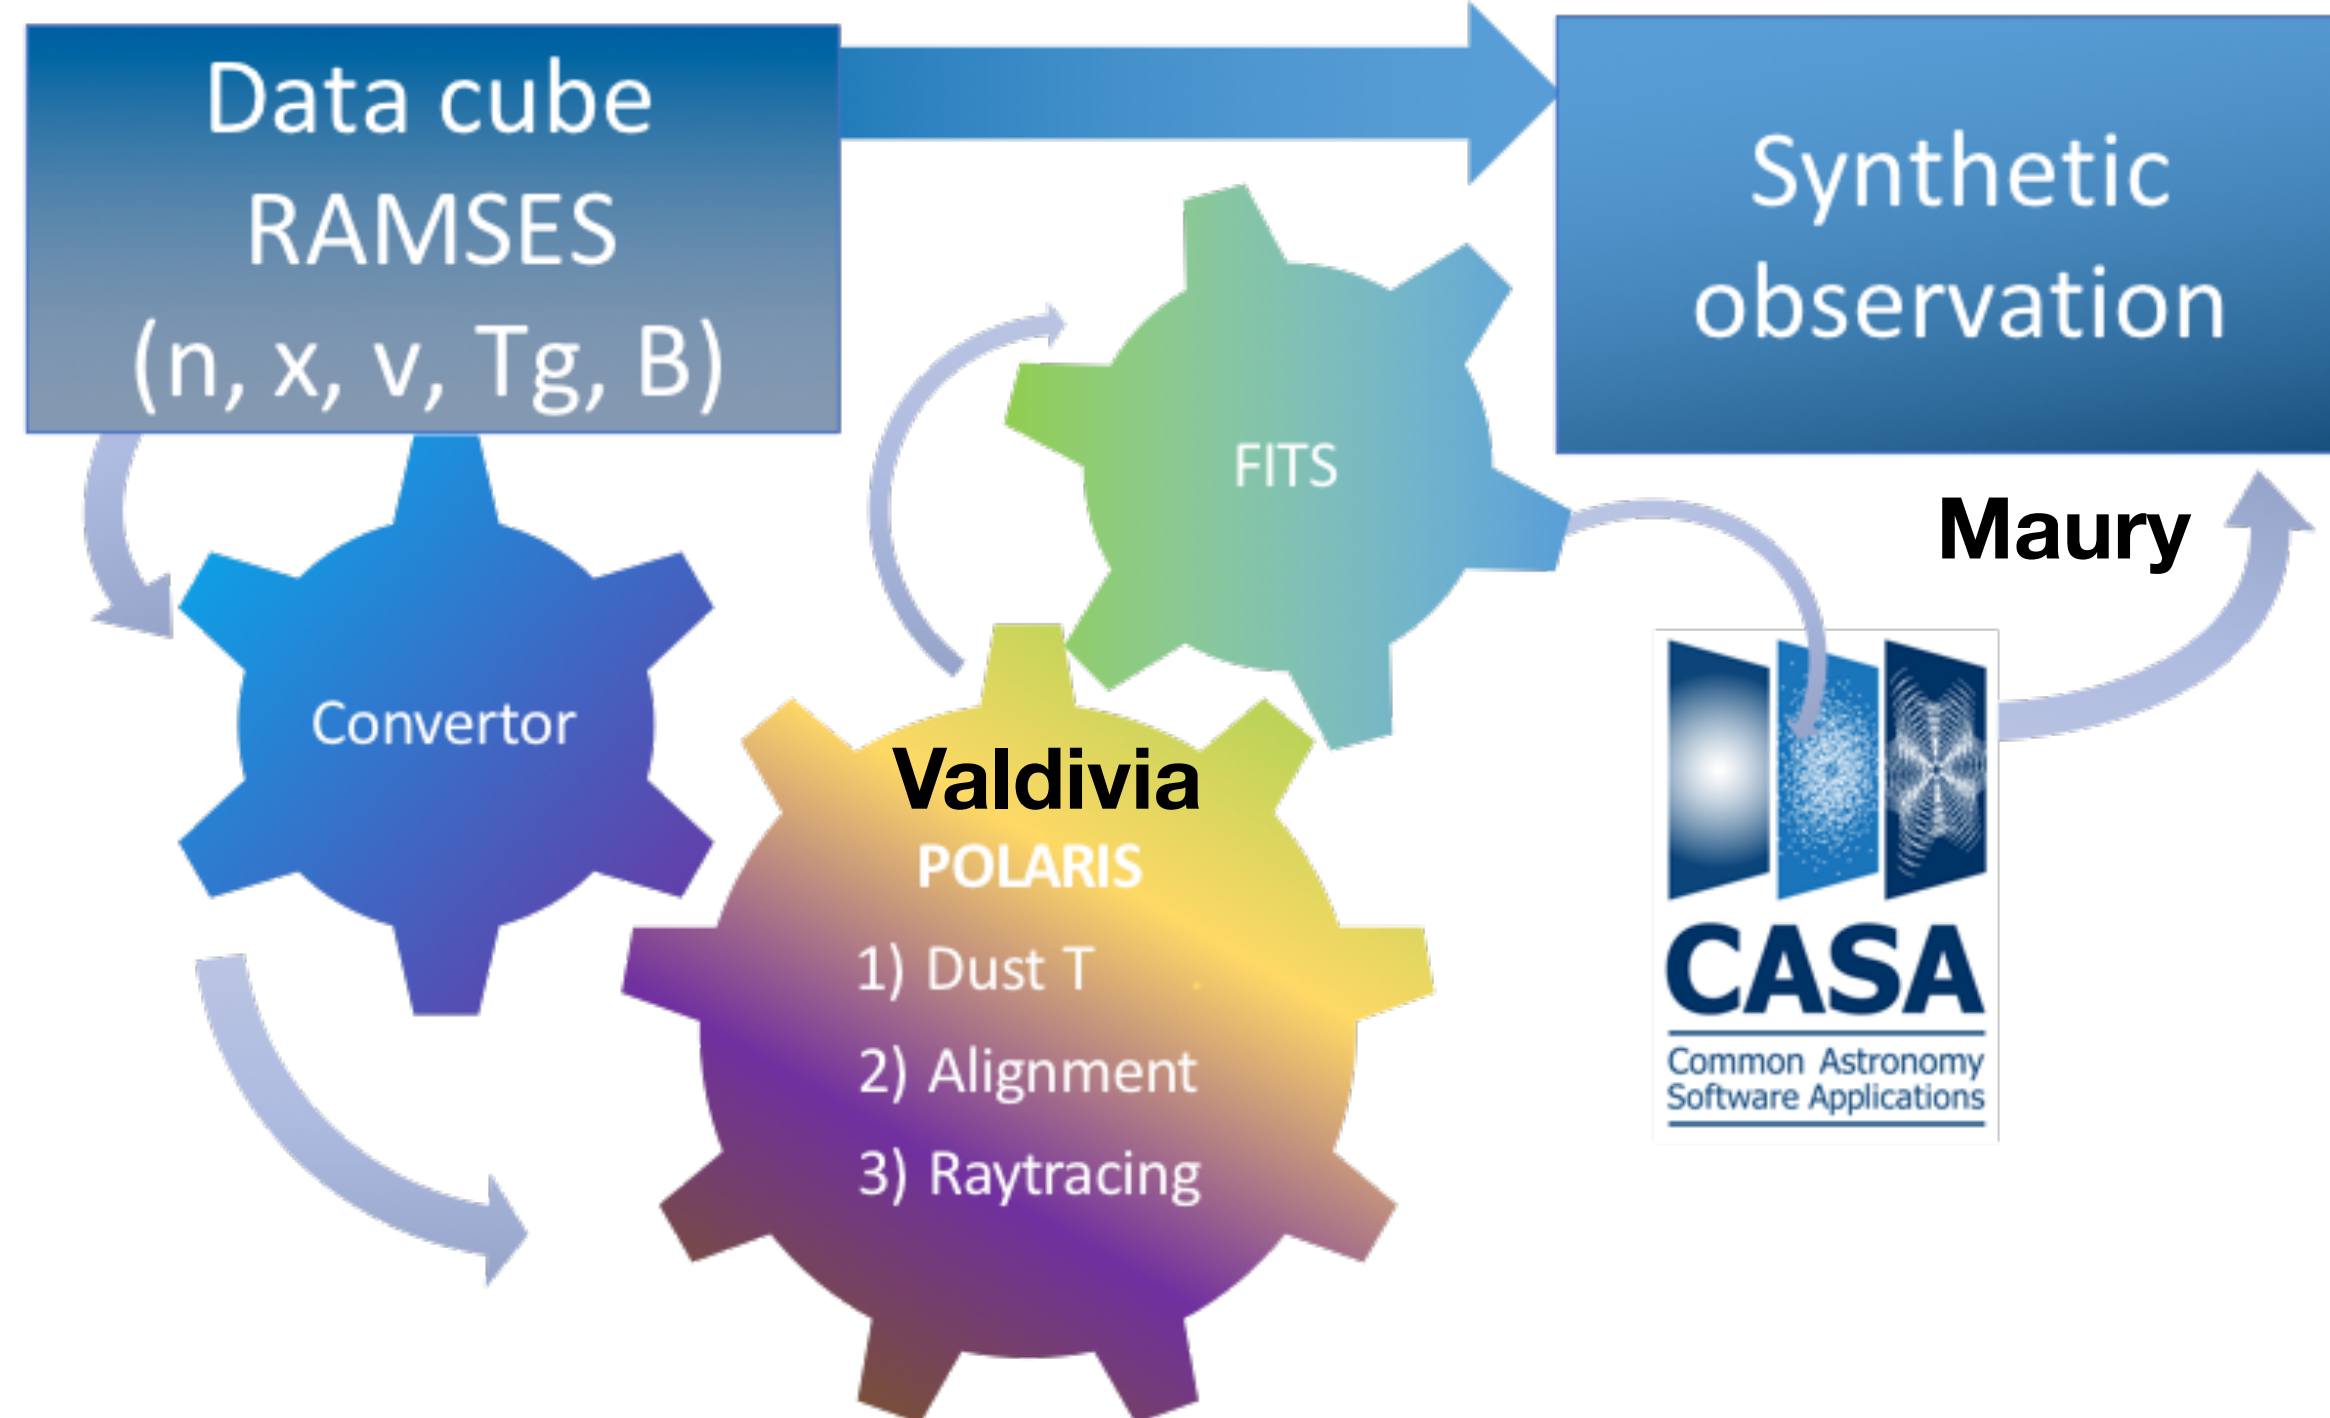 Data cube
RAMSES
(n, x, v, Tg, B)
Synthetic
observation
FITS
Maury
Convertor
Valdivia
POLARIS
1) Dust T
2) Alignment
3) Raytracing
CASA
Common Astronomy
Software Applications